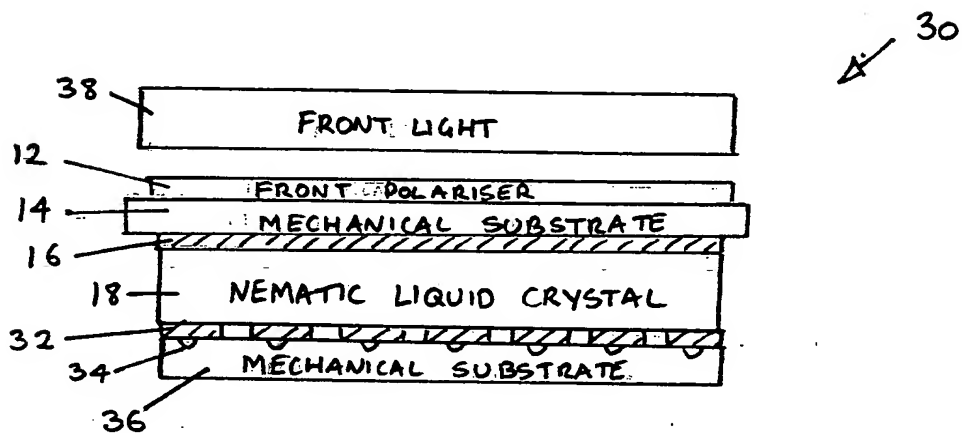 30
38
FRONT LIGHT
12
FRONT POLARISER
14
MECHANICAL SUBSTRATE
16
18
NEMATIC LIQUID CRYSTAL
32
34
MECHANICAL SUBSTRATE
36